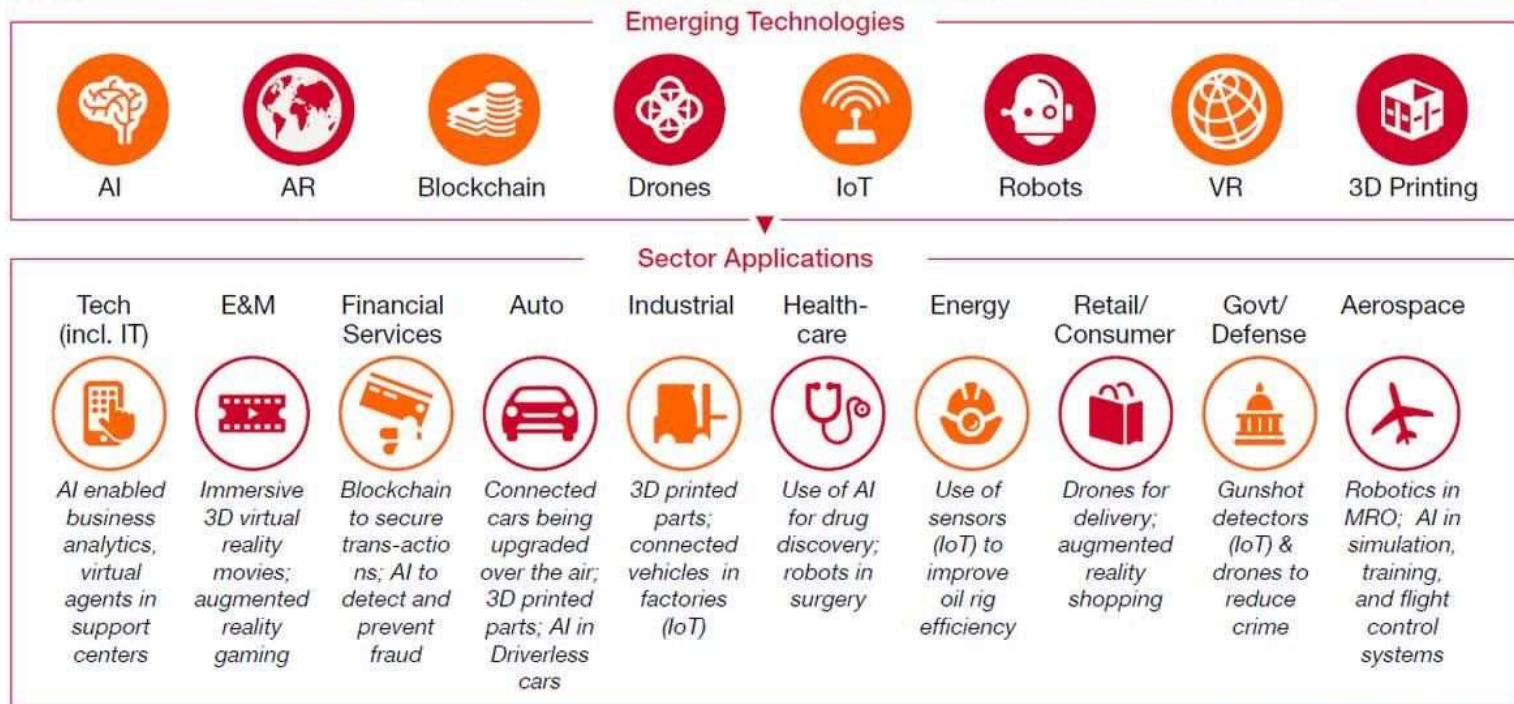 Emerging Technologies
AI
AR
Blockchain
Drones
IoT
Robots
VR
3D Printing
Sector Applications
Tech
(incl. IT)
AI enabled
business
analytics,
virtual
agents in
support
centers
E&M
Immersive
3D virtual
reality
movies;
augmented
reality
gaming
Financial
Services
Blockchain
to secure
trans-actio
ns; AI to
detect and
prevent
fraud
Auto
Connected
cars being
upgraded
over the air;
3D printed
parts; AI in
Driverless
cars
Industrial
3D printed
parts;
connected
vehicles in
factories
(IoT)
Health-
care
Use of AI
for drug
discovery;
robots in
surgery
Energy
Use of
sensors
(IoT) to
improve
oil rig
efficiency
Retail/
Consumer
Drones for
delivery;
augmented
reality
shopping
Govt/
Defense
Gunshot
detectors
(IoT) &
drones to
reduce
crime
Aerospace
Robotics in
MRO; AI in
simulation,
training,
and flight
control
systems